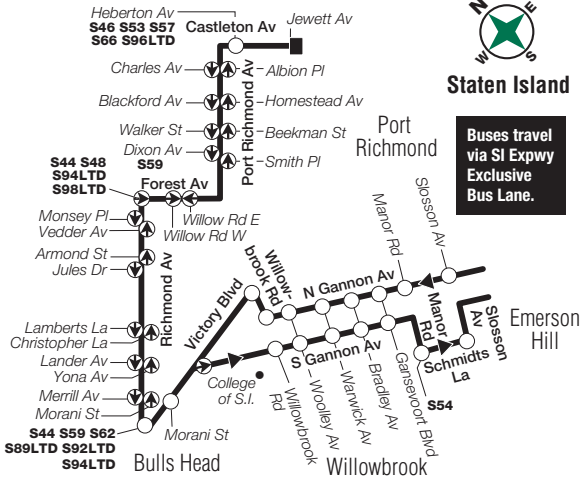 Heberton Av
S46 S53 S57
S66 S96LTD
Castleton Av
Jewett Av
N
E
W
S
Staten Island
Charles Av
Albion Pl
Blackford Av
Homestead Av
Walker St
Beekman St
Dixon Av
S59
Smith Pl
Port Richmond Av
Port
Richmond
Buses travel
via SI Expwy
Exclusive
Bus Lane.
S44 S48
S94LTD
S98LTD
Forest Av
Willow Rd E
Willow Rd W
Monsey Pl
Vedder Av
Armond St
Jules Dr
Richmond Av
Lamberts La
Christopher La
Lander Av
Yona Av
Merrill Av
Morani St
S44 S59 S62
S89LTD S92LTD
S94LTD
Bulls Head
Morani St
Victory Blvd
Willow-
brook Rd
N Gannon Av
Manor Rd
Slosson Av
Manor
Rd
Slosson
Av
Emerson
Hill
Schmidts
La
S54
S Gannon Av
College
of S.I.
Willowbrook
Rd
Woolley Av
Warwick Av
Bradley Av
Gansevoort Blvd
Willowbrook